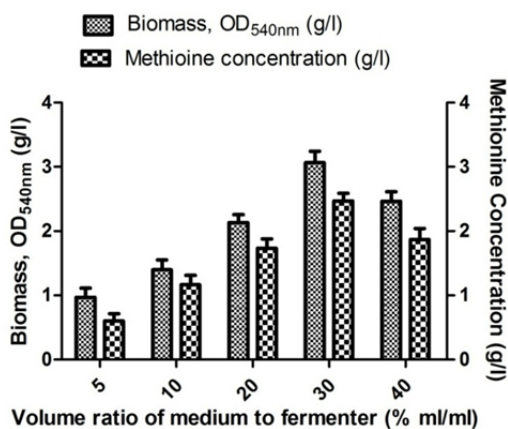 Biomass, OD540nm (g/l)
Methioine concentration (g/l)
Biomass, OD540nm (g/l)
4
3
2
1
0
4
3
2
1
0
Methionine Concentration (g/l)
5 10 20 30 40
Volume ratio of medium to fermenter (% ml/ml)